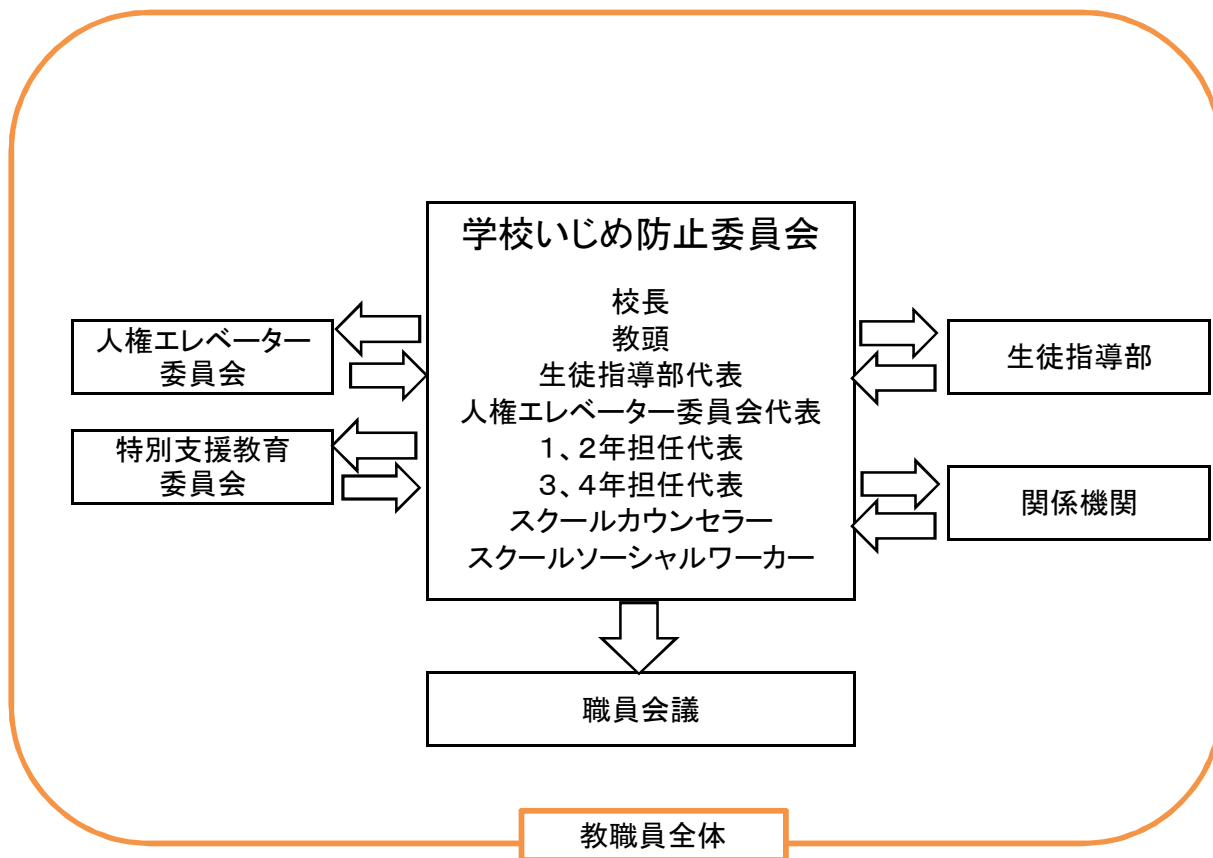 学校いじめ防止委員会
校長
教頭
生徒指導部代表
人権エレベーター委員会代表
1、2年担任代表
3、4年担任代表
スクールカウンセラー
スクールソーシャルワーカー
人権エレベーター
委員会
特別支援教育
委員会
生徒指導部
関係機関
職員会議
教職員全体